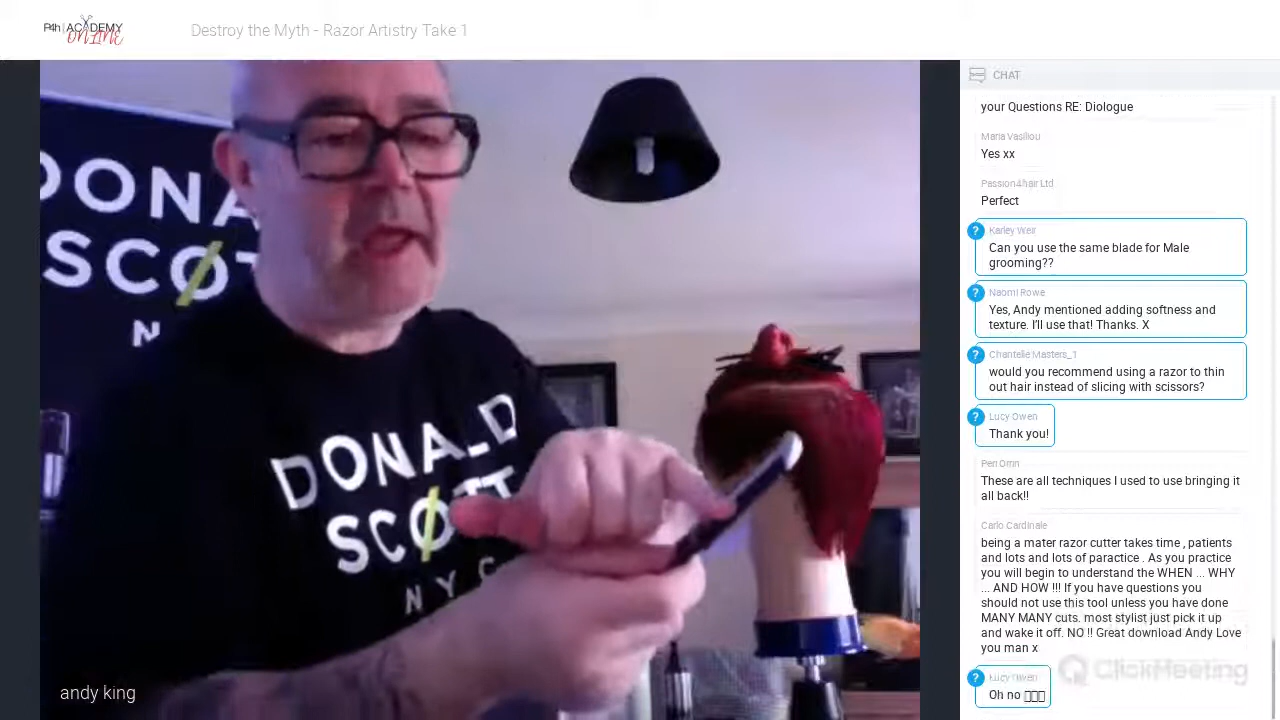 P4h | ACADEMY
ONLINE
Destroy the Myth - Razor Artistry Take 1
CHAT
your Questions RE: Diologue
Maria Vasiliou
Yes xx
Passion4hair Ltd
Perfect
? Karley Weir
Can you use the same blade for Male
grooming??
? Naomi Rowe
Yes, Andy mentioned adding softness and
texture. I'll use that! Thanks. X
? Chantelle Masters_1
would you recommend using a razor to thin
out hair instead of slicing with scissors?
? Lucy Owen
Thank you!
These are all techniques I used to use bringing it
all back!!
Carlo Cardinale
being a mater razor cutter takes time , patients
and lots and lots of paractice . As you practice
you will begin to understand the WHEN ... WHY
... AND HOW !!! If you have questions you
should not use this tool unless you have done
MANY MANY cuts. most stylist just pick it up
and wake it off. NO !! Great download Andy Love
you man x
? Lucy Owen
Oh no
ClickMeeting
DONA
SCØT
N
DONALD
SCØTT
NYC
andy king